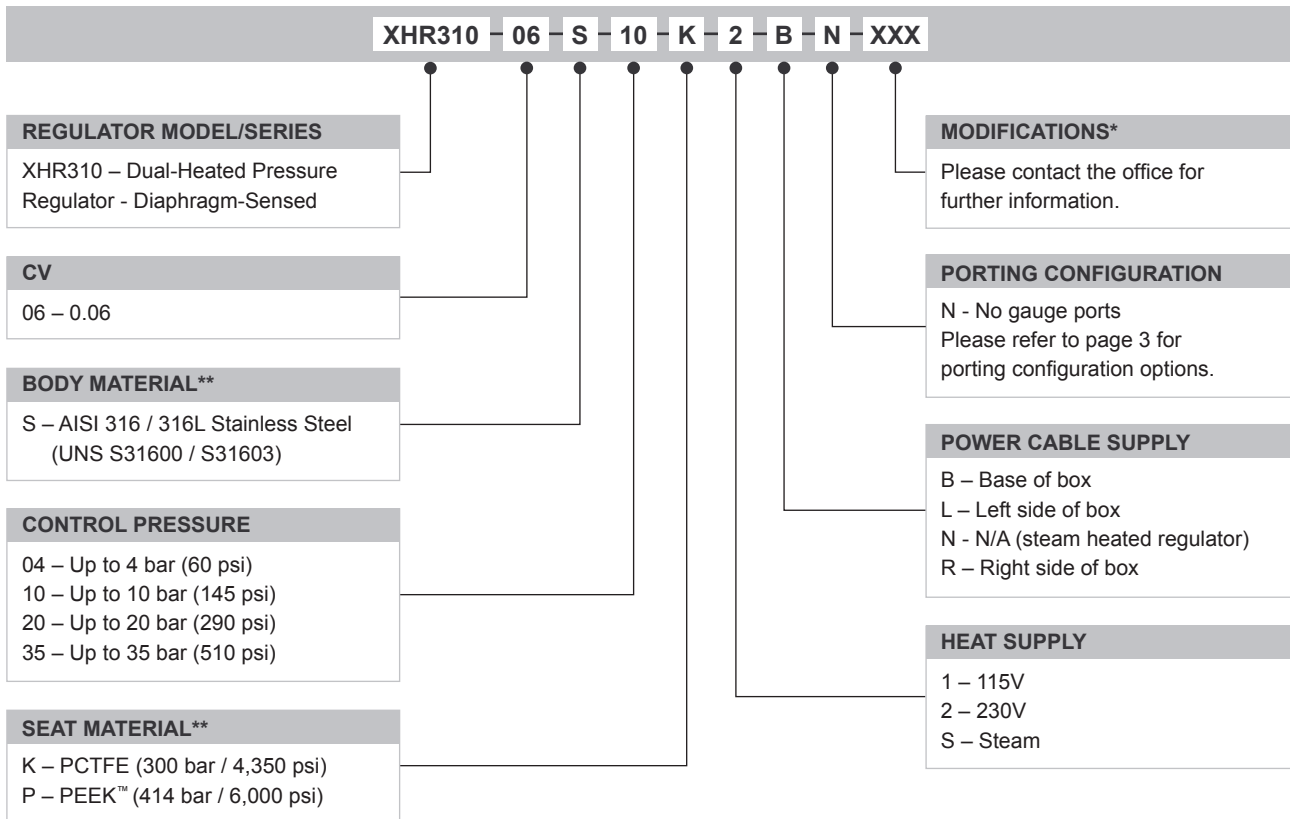 XHR310 - 06 - S - 10 - K - 2 - B - N - XXX
REGULATOR MODEL/SERIES
XHR310 – Dual-Heated Pressure
Regulator - Diaphragm-Sensed
CV
06 – 0.06
BODY MATERIAL**
S – AISI 316 / 316L Stainless Steel
(UNS S31600 / S31603)
CONTROL PRESSURE
04 – Up to 4 bar (60 psi)
10 – Up to 10 bar (145 psi)
20 – Up to 20 bar (290 psi)
35 – Up to 35 bar (510 psi)
SEAT MATERIAL**
K – PCTFE (300 bar / 4,350 psi)
P – PEEK™ (414 bar / 6,000 psi)
MODIFICATIONS*
Please contact the office for
further information.
PORTING CONFIGURATION
N - No gauge ports
Please refer to page 3 for
porting configuration options.
POWER CABLE SUPPLY
B – Base of box
L – Left side of box
N - N/A (steam heated regulator)
R – Right side of box
HEAT SUPPLY
1 – 115V
2 – 230V
S – Steam